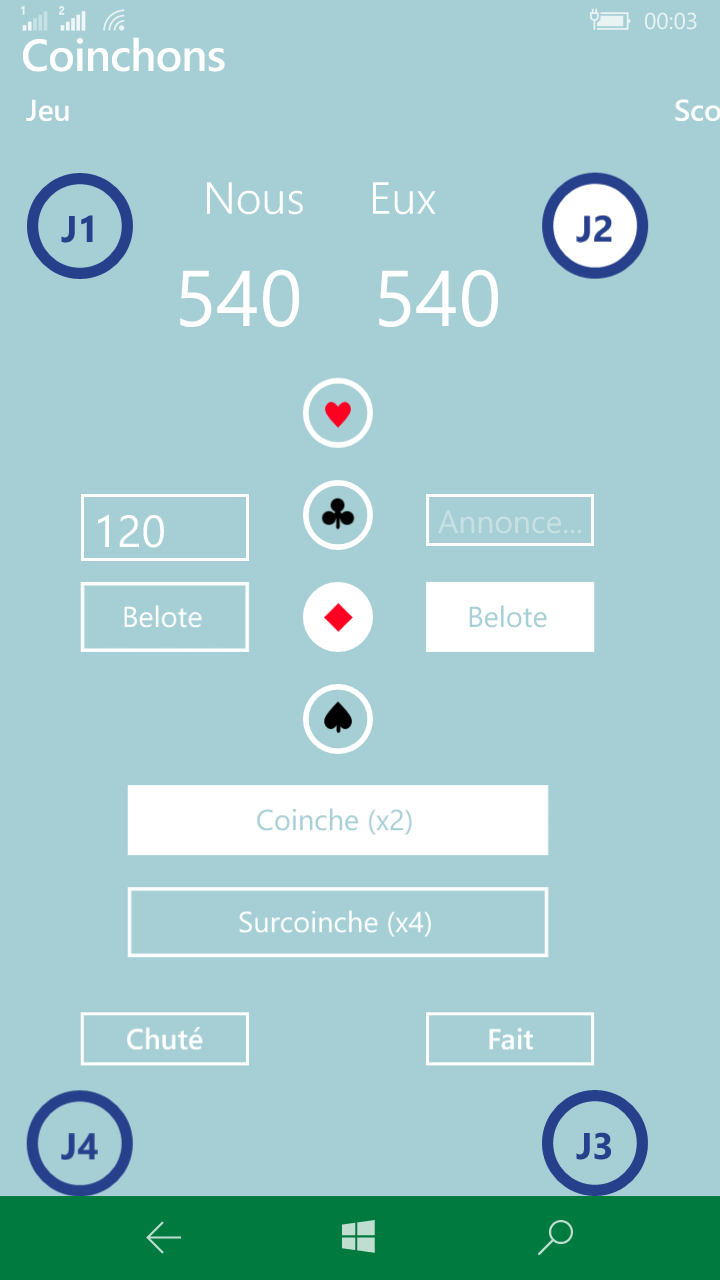 1 2 00:03
Coinchons
Jeu Sco
J1 Nous Eux J2
540 540
120 Annonce...
Belote Belote
Coinche (x2)
Surcoinche (x4)
Chuté Fait
J4 J3